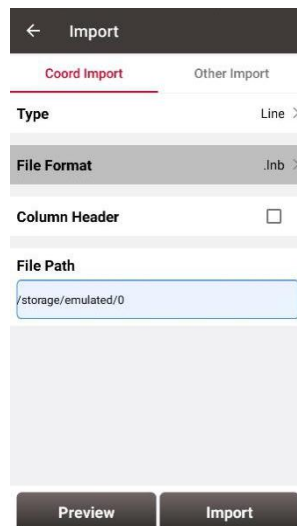 Import
Coord Import Other Import
Type Line
File Format .lnb
Column Header
File Path
/storage/emulated/0
Preview Import